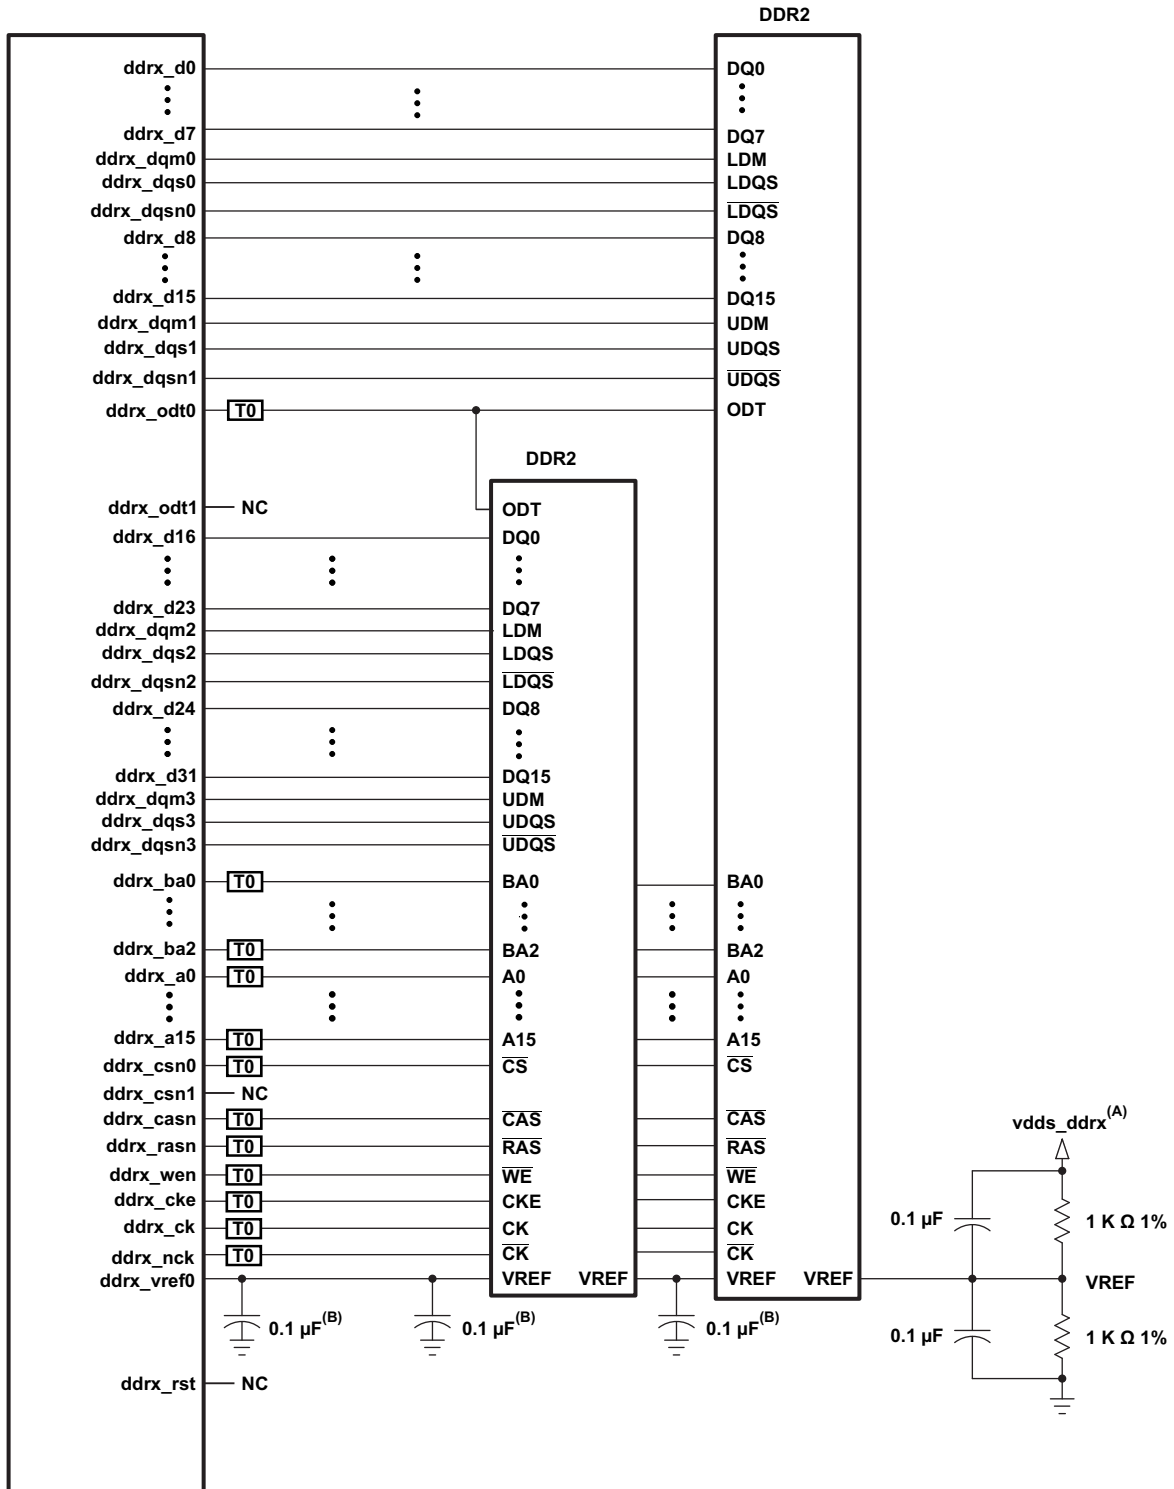 DDR2
ddrx_d0 DQ0
ddrx_d7 DQ7
ddrx_dqm0 LDM
ddrx_dqs0 LDQS
ddrx_dqsn0 LDQS
ddrx_d8 DQ8
ddrx_d15 DQ15
ddrx_dqm1 UDM
ddrx_dqs1 UDQS
ddrx_dqsn1 UDQS
ddrx_odt0 T0 ODT
DDR2
ddrx_odt1 NC ODT
ddrx_d16 DQ0
ddrx_d23 DQ7
ddrx_dqm2 LDM
ddrx_dqs2 LDQS
ddrx_dqsn2 LDQS
ddrx_d24 DQ8
ddrx_d31 DQ15
ddrx_dqm3 UDM
ddrx_dqs3 UDQS
ddrx_dqsn3 UDQS
ddrx_ba0 T0 BA0 BA0
ddrx_ba2 T0 BA2 BA2
ddrx_a0 T0 A0 A0
ddrx_a15 T0 A15 A15
ddrx_csn0 T0 CS CS
ddrx_csn1 NC
ddrx_casn T0 CAS CAS
vdds_ddrx(A)
ddrx_rasn T0 RAS RAS
ddrx_wen T0 WE WE
ddrx_cke T0 CKE CKE
0.1 µF 1 K Ω 1%
ddrx_ck T0 CK CK
ddrx_nck T0 CK CK
ddrx_vref0 VREF VREF VREF VREF VREF
0.1 µF(B) 0.1 µF(B) 0.1 µF(B) 0.1 µF 1 K Ω 1%
ddrx_rst NC